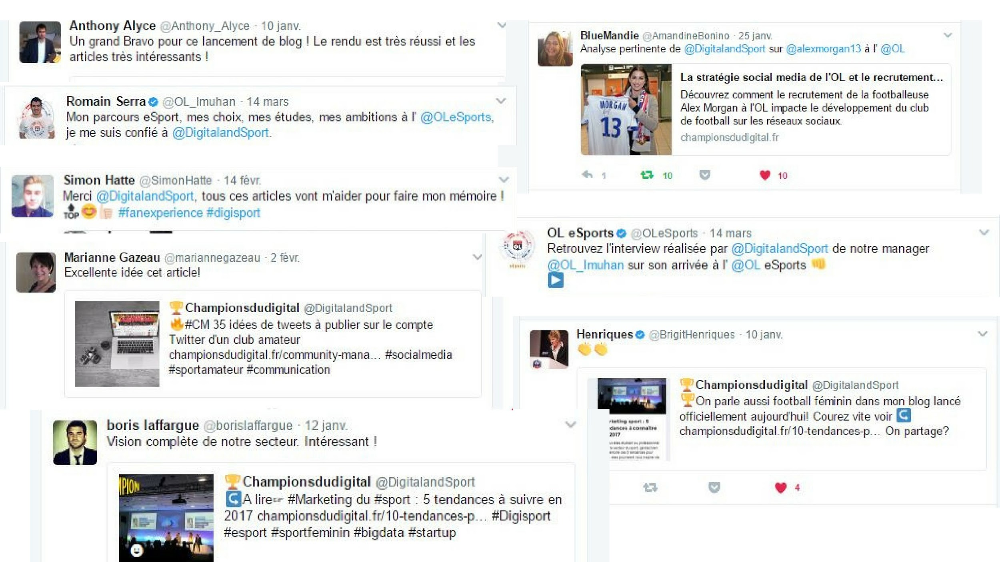 Anthony Alyce @Anthony_Alyce · 10 janv.
Un grand Bravo pour ce lancement de blog ! Le rendu est très réussi et les
articles très intéressants !
Romain Serra @OL_Imuhan · 14 mars
Mon parcours eSport, mes choix, mes études, mes ambitions à l' @OLeSports,
je me suis confié à @DigitalandSport.
Simon Hatte @SimonHatte · 14 févr.
Merci @DigitalandSport, tous ces articles vont m'aider pour faire mon mémoire !
TOP #fanexperience #digisport
Marianne Gazeau @mariannegazeau · 2 févr.
Excellente idée cet article!
Championsdudigital @DigitalandSport
#CM 35 idées de tweets à publier sur le compte
Twitter d'un club amateur
championsdudigital.fr/community-mana... #socialmedia
#sportamateur #communication
boris laffargue @borislaffargue · 12 janv.
Vision complète de notre secteur. Intéressant !
MPION
Championsdudigital @DigitalandSport
A lire☞ #Marketing du #sport : 5 tendances à suivre en
2017 championsdudigital.fr/10-tendances-p... #Digisport
#esport #sportfeminin #bigdata #startup
BlueMandie @AmandineBonino · 25 janv.
Analyse pertinente de @DigitalandSport sur @alexmorgan13 à l' @OL
MORGAN
13
La stratégie social media de l'OL et le recrutement...
Découvrez comment le recrutement de la footballeuse
Alex Morgan à l'OL impacte le développement du club
de football sur les réseaux sociaux.
championsdudigital.fr
1 10 10
OL eSports @OLeSports · 14 mars
Retrouvez l'interview réalisée par @DigitalandSport de notre manager
@OL_Imuhan sur son arrivée à l' @OL eSports
Henriques @BrigitHenriques · 10 janv.
Championsdudigital @DigitalandSport
On parle aussi football féminin dans mon blog lancé
officiellement aujourd'hui! Courez vite voir
championsdudigital.fr/10-tendances-p... On partage?
rketing sport : 5
dances à connaître
2017
4